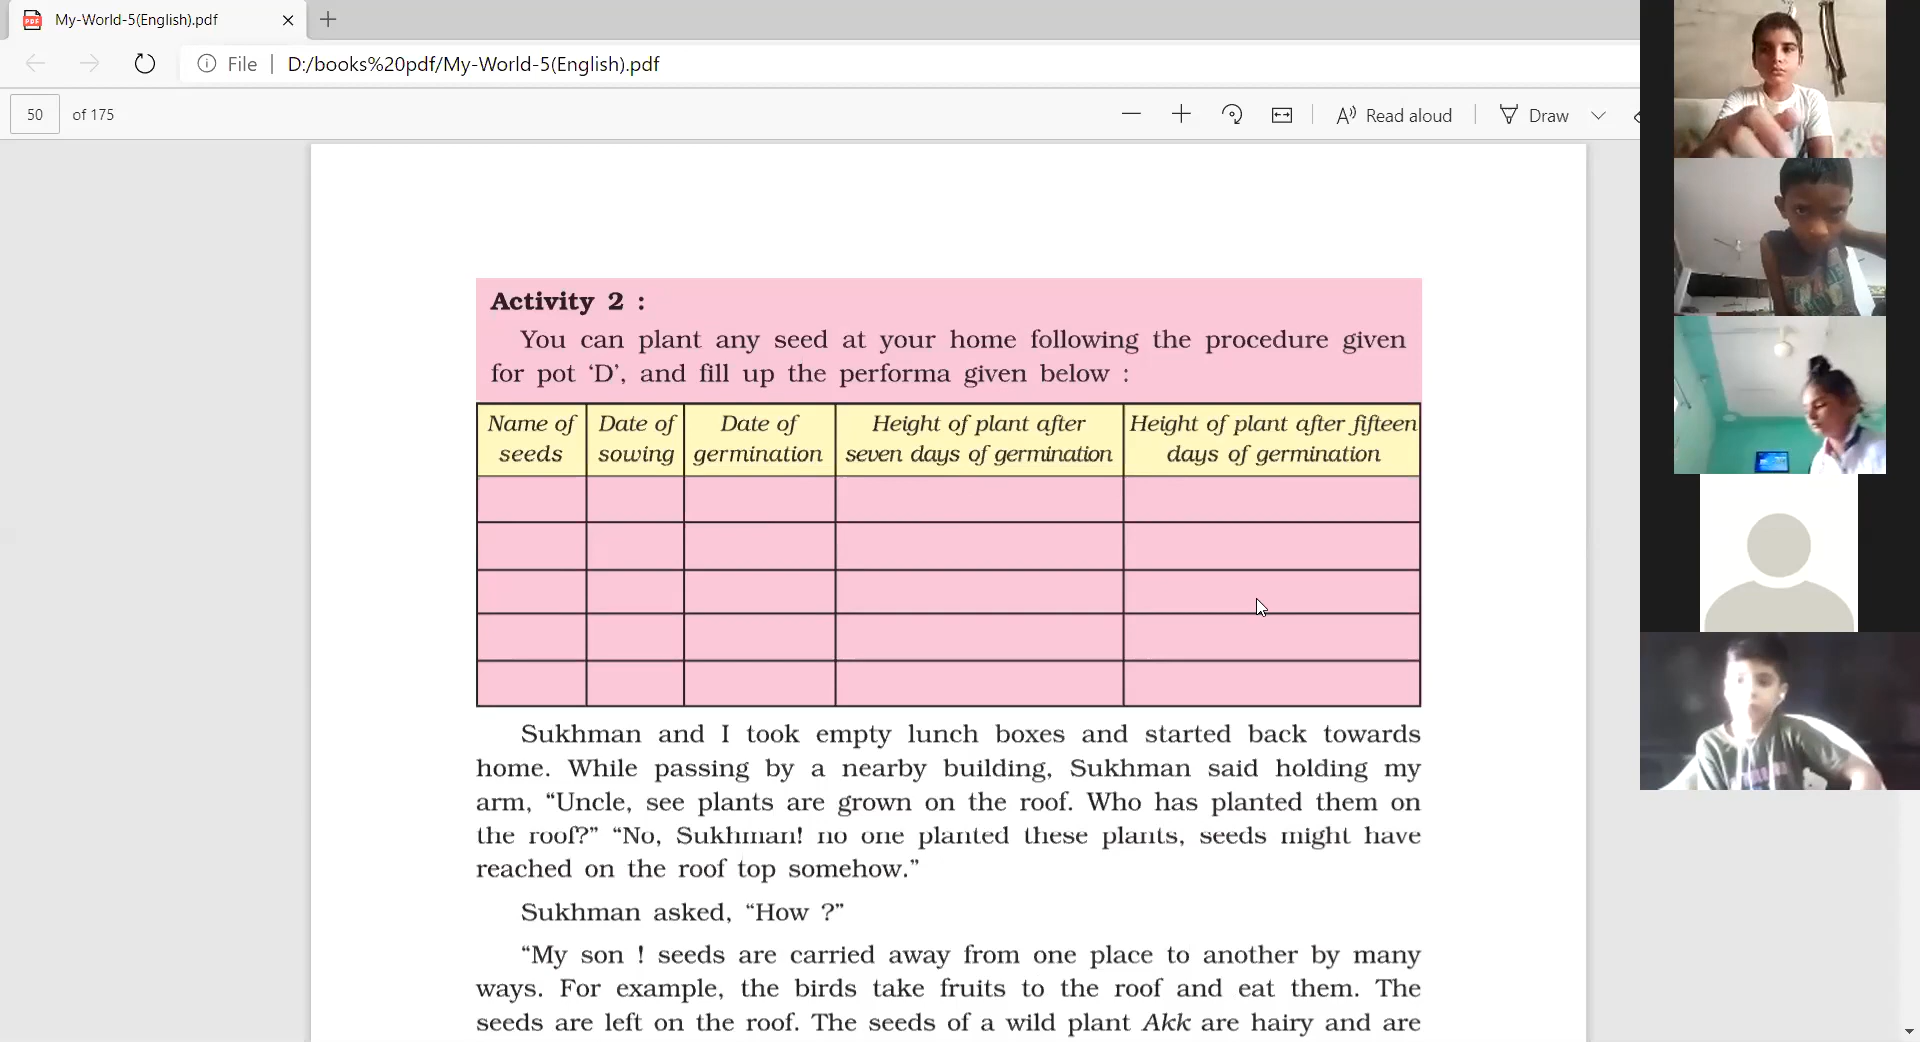 My-World-5(English).pdf
File
D:/books%20pdf/My-World-5(English).pdf
50 of 175
Read aloud
Draw
Activity 2 :
You can plant any seed at your home following the procedure given
for pot ‘D’, and fill up the performa given below :
Name of seeds
Date of sowing
Date of germination
Height of plant after seven days of germination
Height of plant after fifteen days of germination
Sukhman and I took empty lunch boxes and started back towards
home. While passing by a nearby building, Sukhman said holding my
arm, “Uncle, see plants are grown on the roof. Who has planted them on
the roof?” “No, Sukhman! no one planted these plants, seeds might have
reached on the roof top somehow.”
Sukhman asked, “How ?”
“My son ! seeds are carried away from one place to another by many
ways. For example, the birds take fruits to the roof and eat them. The
seeds are left on the roof. The seeds of a wild plant Akk are hairy and are